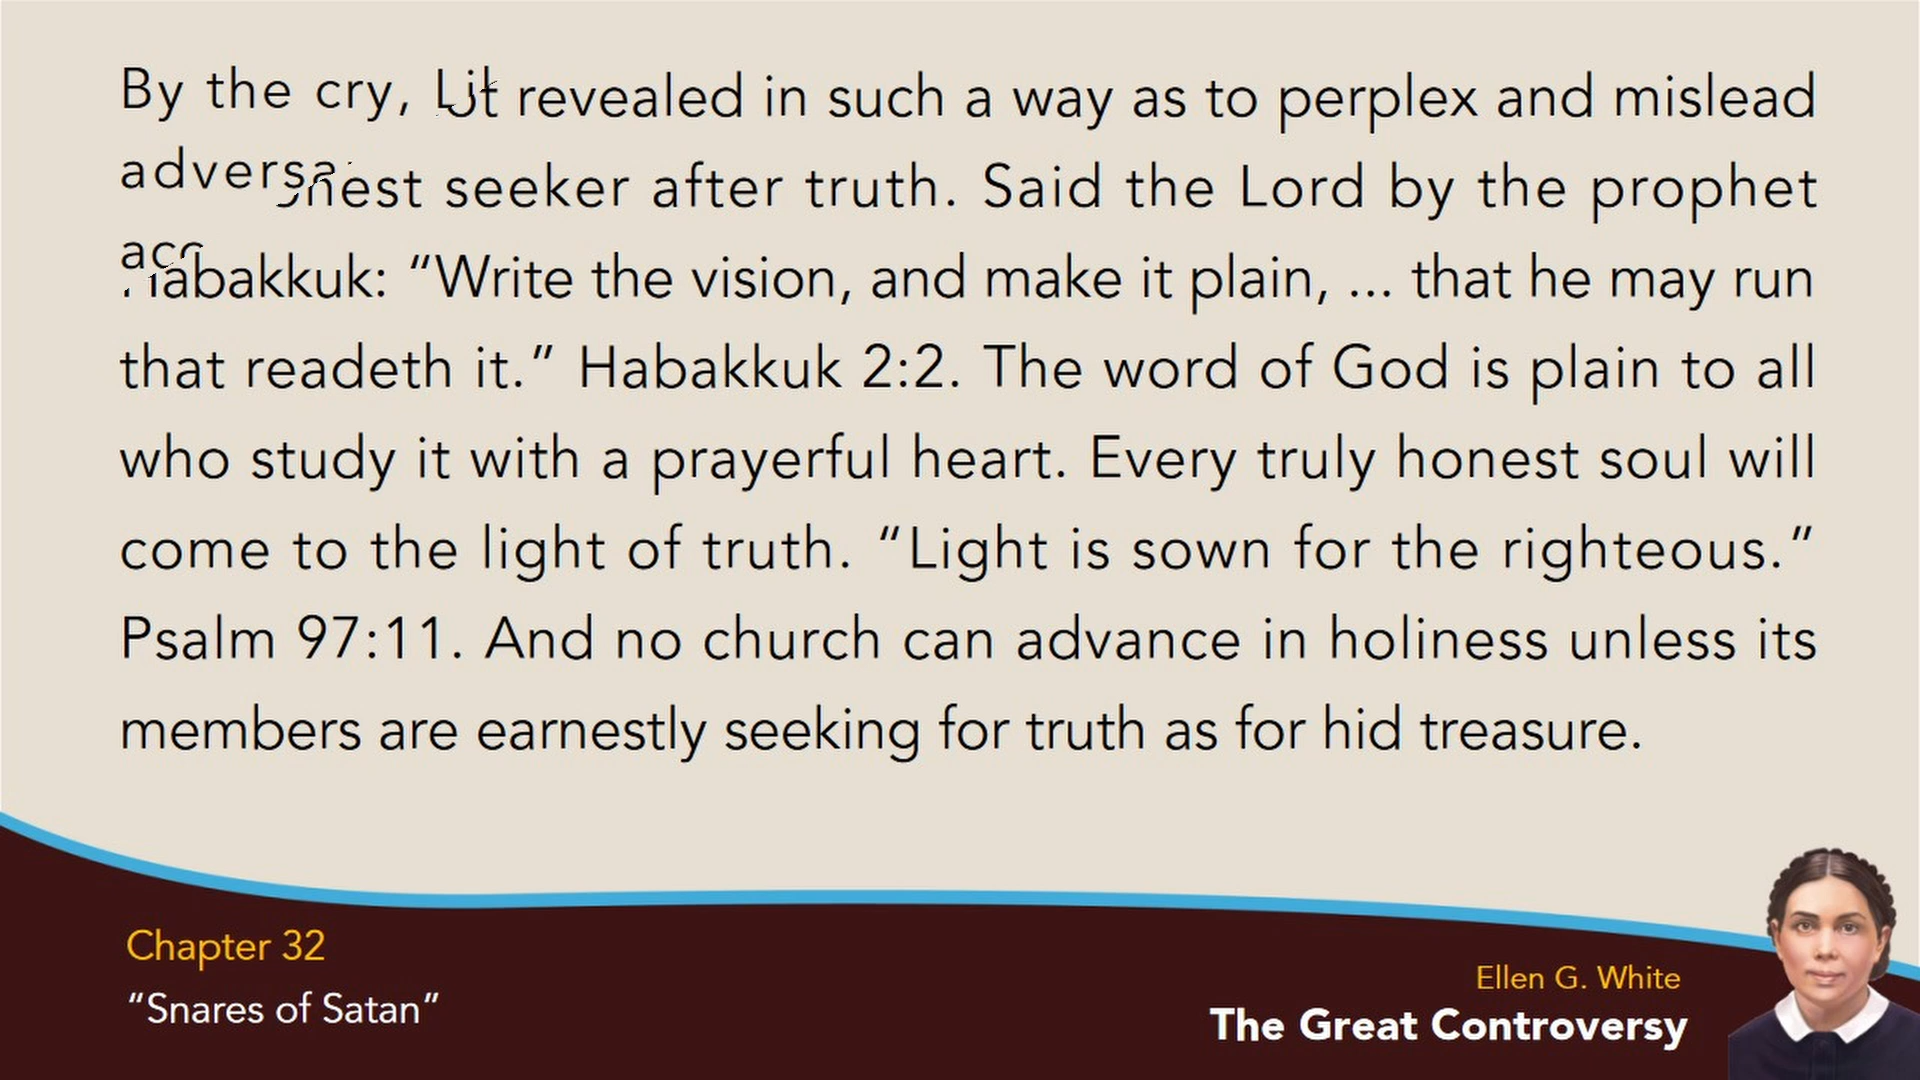 By the cry, revealed in such a way as to perplex and mislead
seeker after truth. Said the Lord by the prophet
“Write the vision, and make it plain, ... that he may run
that readeth it.” Habakkuk 2:2. The word of God is plain to all
who study it with a prayerful heart. Every truly honest soul will
come to the light of truth. “Light is sown for the righteous.”
Psalm 97:11. And no church can advance in holiness unless its
members are earnestly seeking for truth as for hid treasure.
Chapter 32
“Snares of Satan”
Ellen G. White
The Great Controversy